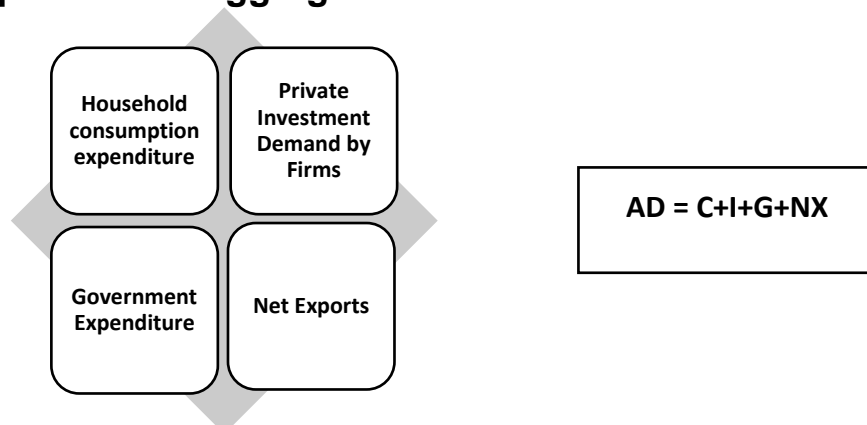 Household
consumption
expenditure
Private
Investment
Demand by
Firms
Government
Expenditure
Net Exports
AD = C+I+G+NX